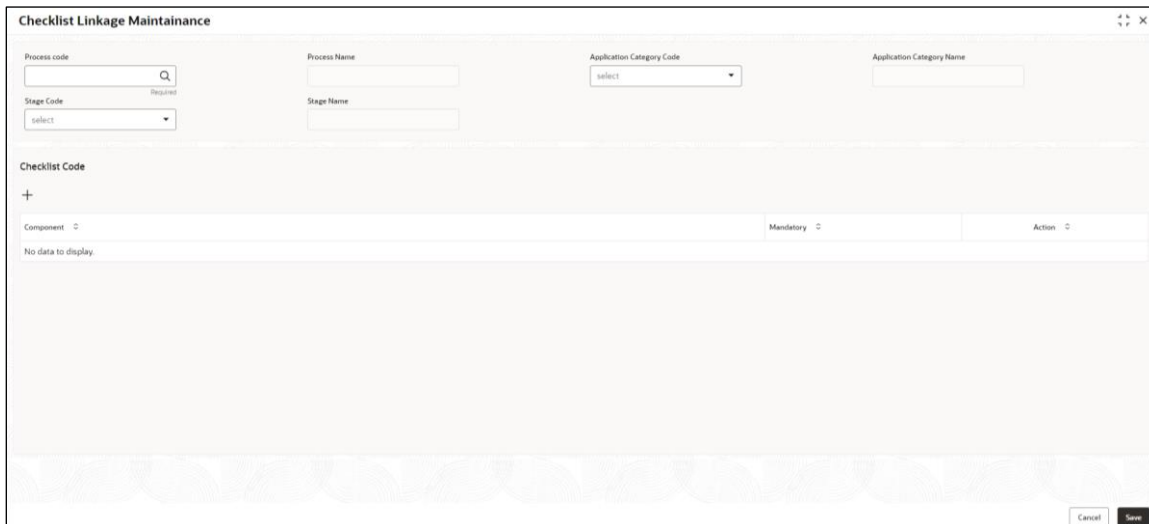 Checklist Linkage Maintainance
Process code
Process Name
Application Category Code
Application Category Name
select
Required
Stage Code
Stage Name
select
Checklist Code
Component
Mandatory
Action
No data to display.
Cancel
Save